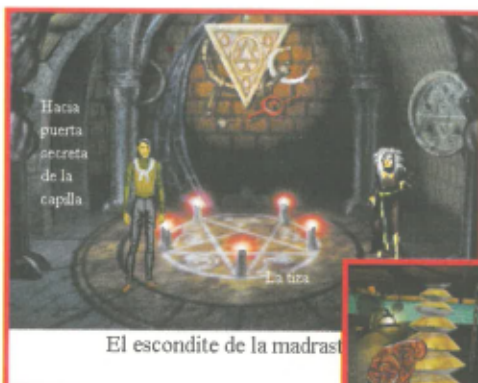 Hacia
puerta
secreta
de la
capilla
La tiza
El escondite de la madrast